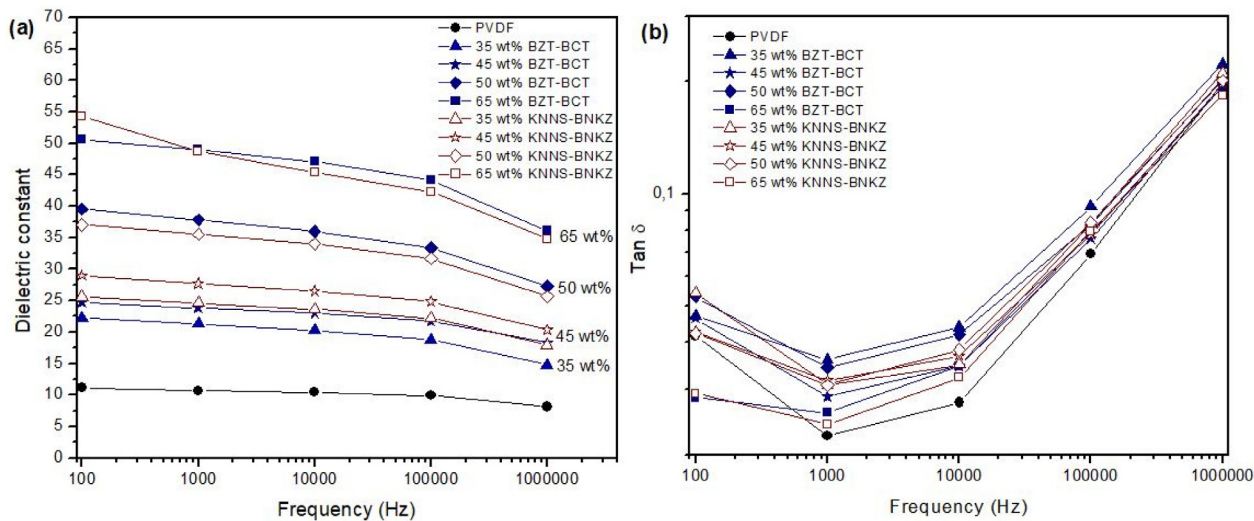 (a)
PVDF
35 wt% BZT-BCT
45 wt% BZT-BCT
50 wt% BZT-BCT
65 wt% BZT-BCT
35 wt% KNNS-BNKZ
45 wt% KNNS-BNKZ
50 wt% KNNS-BNKZ
65 wt% KNNS-BNKZ
70
65
60
55
50
45
40
35
30
25
20
15
10
5
0
Dielectric constant
65 wt%
50 wt%
45 wt%
35 wt%
100
1000
10000
100000
1000000
Frequency (Hz)
(b)
PVDF
35 wt% BZT-BCT
45 wt% BZT-BCT
50 wt% BZT-BCT
65 wt% BZT-BCT
35 wt% KNNS-BNKZ
45 wt% KNNS-BNKZ
50 wt% KNNS-BNKZ
65 wt% KNNS-BNKZ
0,1
Tan δ
100
1000
10000
100000
1000000
Frequency (Hz)